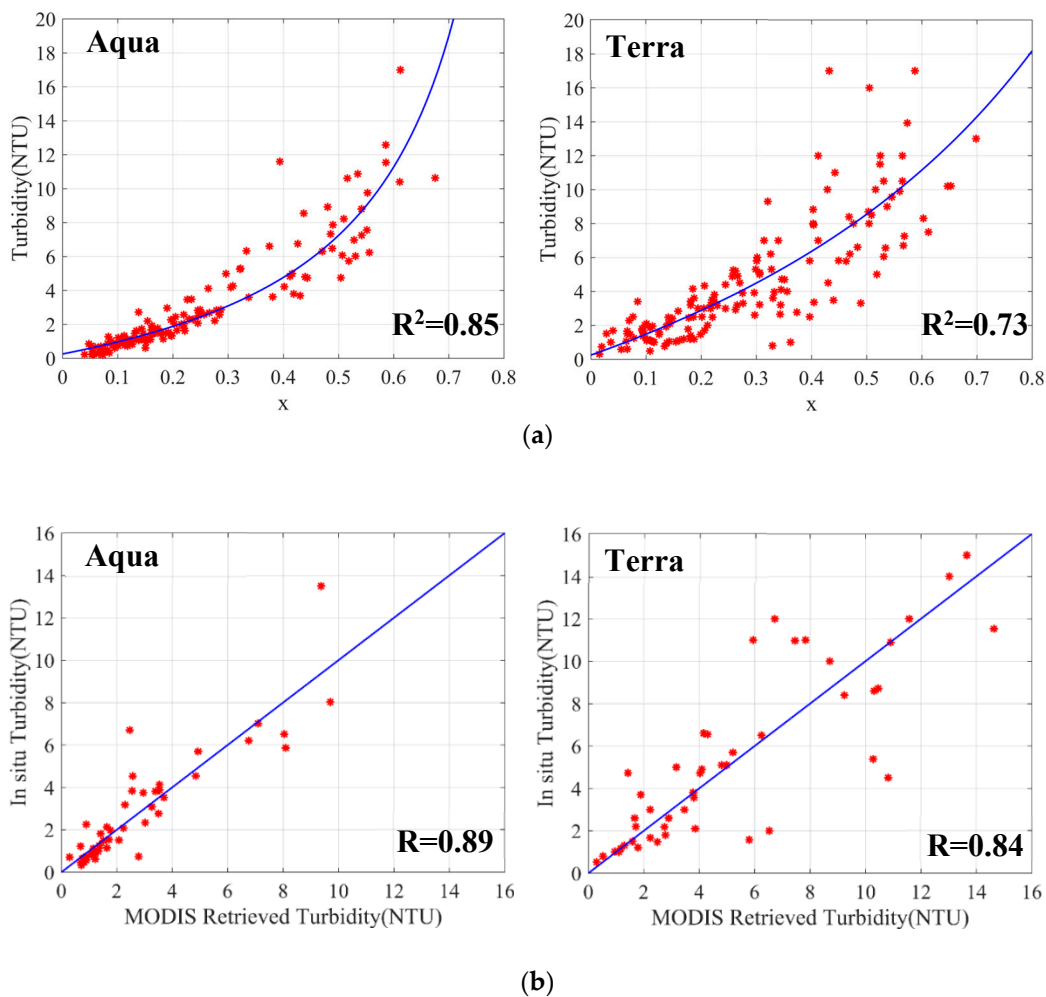 Aqua
Turbidity(NTU)
20
18
16
14
12
10
8
6
4
2
0
R²=0.85
0 0.1 0.2 0.3 0.4 0.5 0.6 0.7 0.8
x
Terra
Turbidity(NTU)
20
18
16
14
12
10
8
6
4
2
0
R²=0.73
0 0.1 0.2 0.3 0.4 0.5 0.6 0.7 0.8
x
(a)
Aqua
In situ Turbidity(NTU)
16
14
12
10
8
6
4
2
0
R=0.89
0 2 4 6 8 10 12 14 16
MODIS Retrieved Turbidity(NTU)
Terra
In situ Turbidity(NTU)
16
14
12
10
8
6
4
2
0
R=0.84
0 2 4 6 8 10 12 14 16
MODIS Retrieved Turbidity(NTU)
(b)